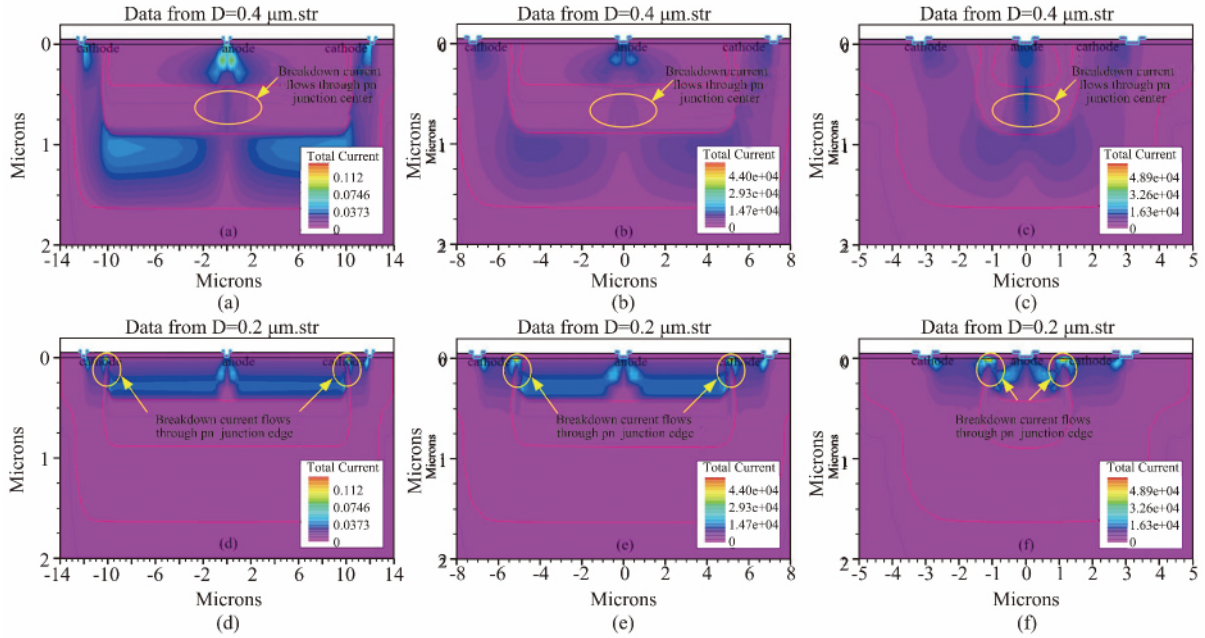 Data from D=0.4 μm.str
Data from D=0.4 μm.str
Data from D=0.4 μm.str
0
cathode
anode
cathode
Breakdown current
flows through pn
junction center
Microns
1
Total Current
0.112
0.0746
0.0373
0
2
(a)
-14
-10
-6
-2
2
6
10
14
Microns
(a)
0
cathode
anode
cathode
Breakdown current
flows through pn
junction center
Microns
Microns
1
Total Current
4.40e+04
2.93e+04
1.47e+04
0
2
(b)
-8
-6
-4
-2
0
2
4
6
8
Microns
(b)
0
cathode
anode
cathode
Breakdown current
flows through pn
junction center
Microns
Microns
1
Total Current
4.89e+04
3.26e+04
1.63e+04
0
2
(c)
-5
-4
-3
-2
-1
0
1
2
3
4
5
Microns
(c)
Data from D=0.2 μm.str
Data from D=0.2 μm.str
Data from D=0.2 μm.str
0
cathode
anode
cathode
Breakdown current flows
through pn junction edge
Microns
1
Total Current
0.112
0.0746
0.0373
0
2
(d)
-14
-10
-6
-2
2
6
10
14
Microns
(d)
0
cathode
anode
cathode
Breakdown current flows
through pn junction edge
Microns
Microns
1
Total Current
4.40e+04
2.93e+04
1.47e+04
0
2
(e)
-8
-6
-4
-2
0
2
4
6
8
Microns
(e)
0
cathode
anode
cathode
Breakdown current flows
through pn junction edge
Microns
Microns
1
Total Current
4.89e+04
3.26e+04
1.63e+04
0
2
(f)
-5
-4
-3
-2
-1
0
1
2
3
4
5
Microns
(f)